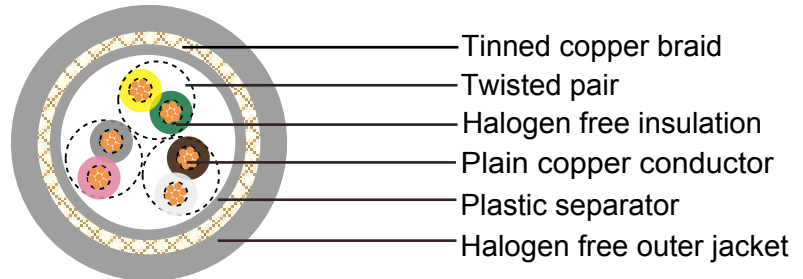 Tinned copper braid
Twisted pair
Halogen free insulation
Plain copper conductor
Plastic separator
Halogen free outer jacket